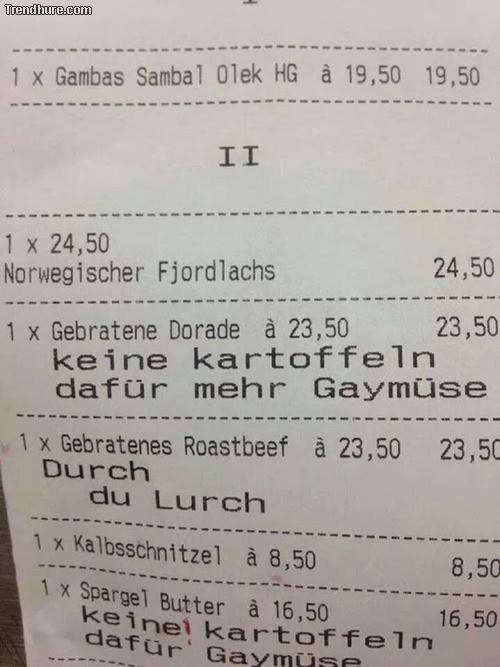 Trendhure.com
I
1 x Gambas Sambal Olek HG à 19,50 19,50
II
1 x 24,50
Norwegischer Fjordlachs 24,50
1 x Gebratene Dorade à 23,50 23,50
keine kartoffeln
dafür mehr Gaymüse
1 x Gebratenes Roastbeef à 23,50 23,50
Durch
du Lurch
1 x Kalbsschnitzel à 8,50 8,50
1 x Spargel Butter à 16,50 16,50
keine kartoffeln
dafür Gaymüse